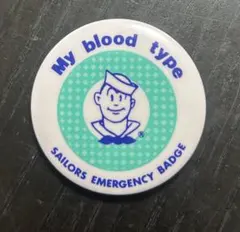 My blood type
®
SAILORS EMERGENCY BADGE